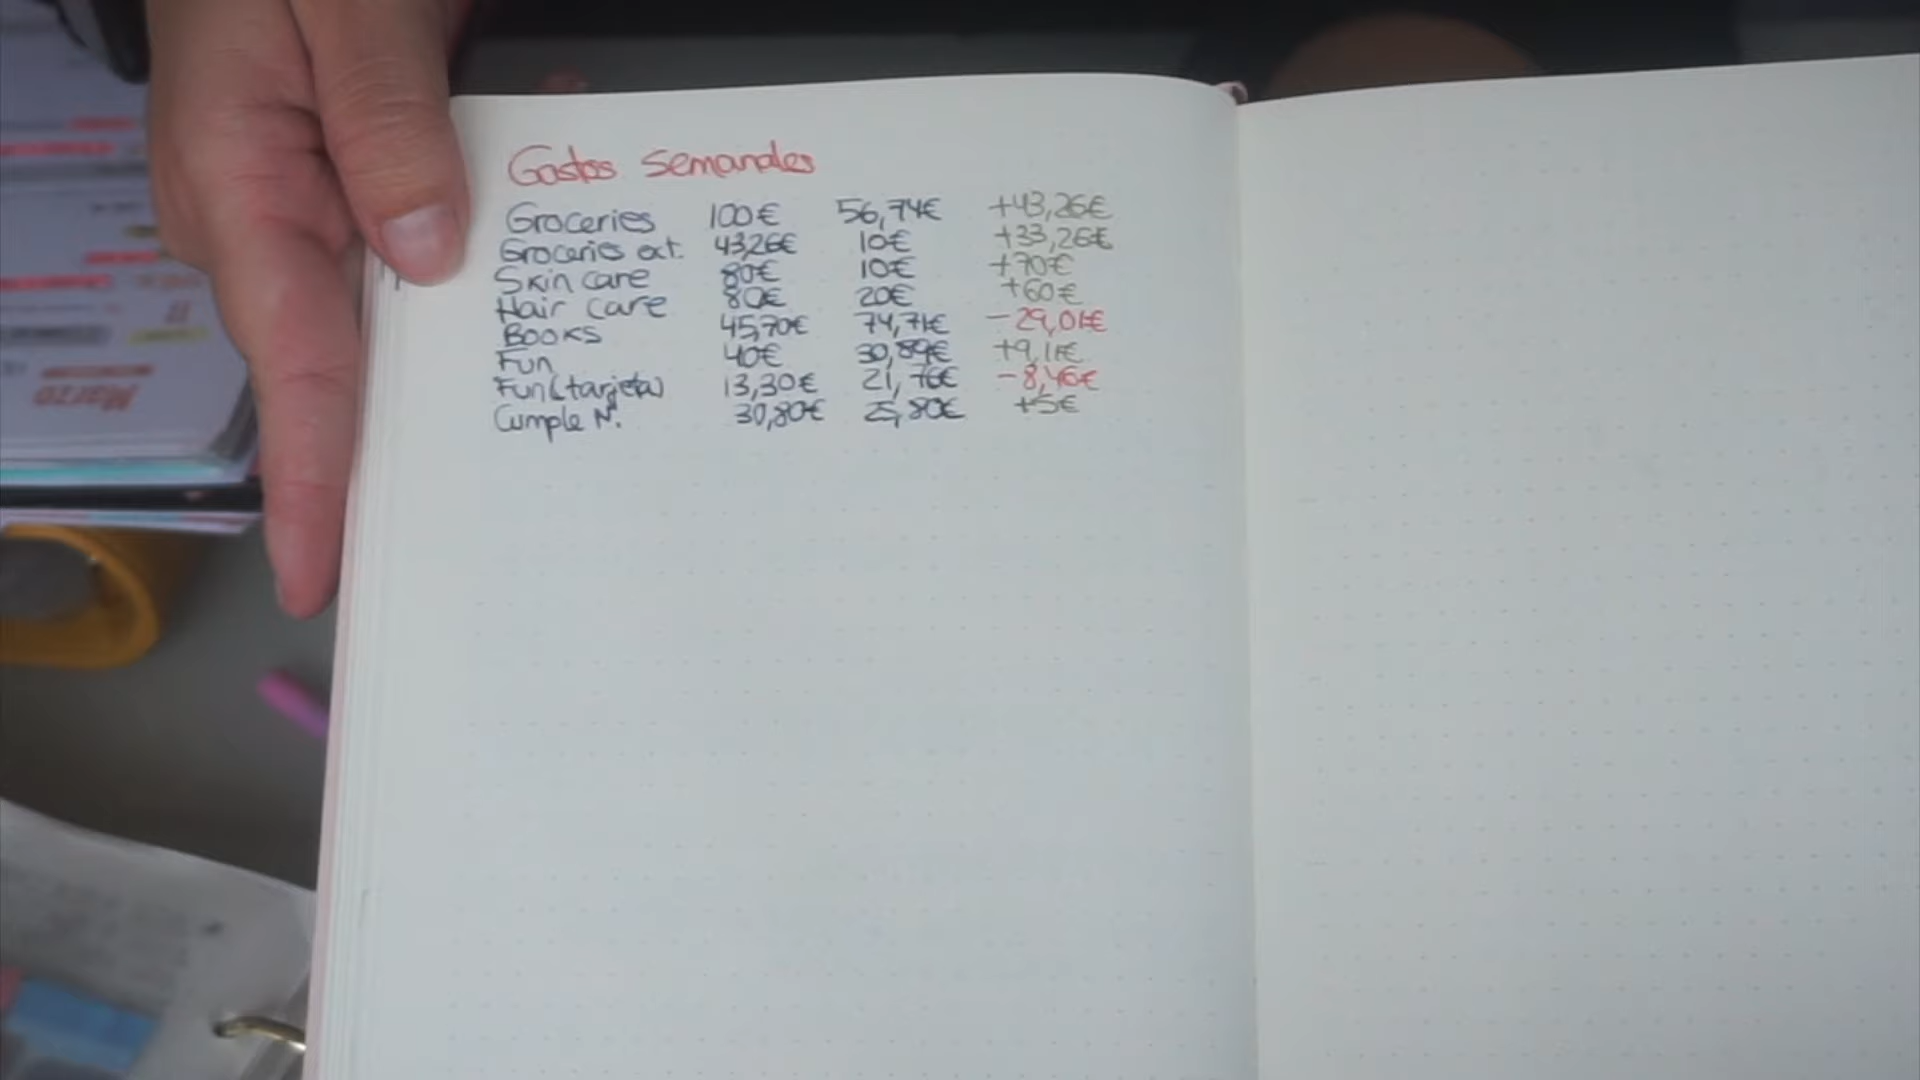 Gastos semanales
Groceries 100€ 56,74€ +43,26€
Groceries ext. 43,26€ 10€ +33,26€
Skin care 80€ 10€ +70€
Hair care 80€ 20€ +60€
Books 45,70€ 74,71€ -29,01€
Fun 40€ 30,89€ +9,11€
Fun (tarjeta) 13,30€ 21,76€ -8,46€
Cumple N. 30,80€ 25,80€ +5€
Marzo